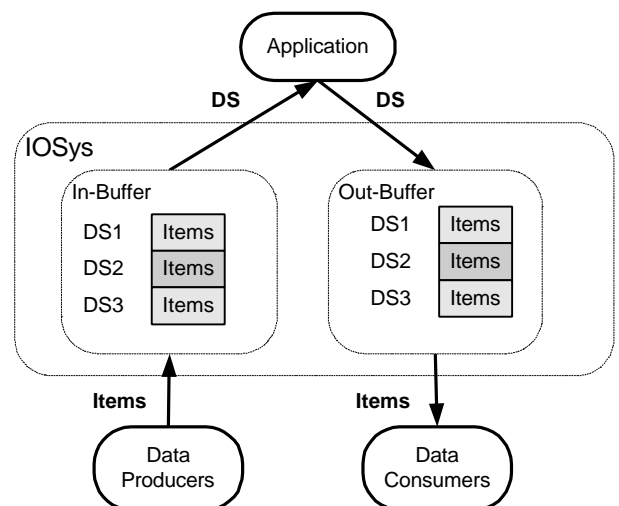 Application
DS
DS
IOSys
In-Buffer
DS1 Items
DS2 Items
DS3 Items
Out-Buffer
DS1 Items
DS2 Items
DS3 Items
Items
Items
Data
Producers
Data
Consumers